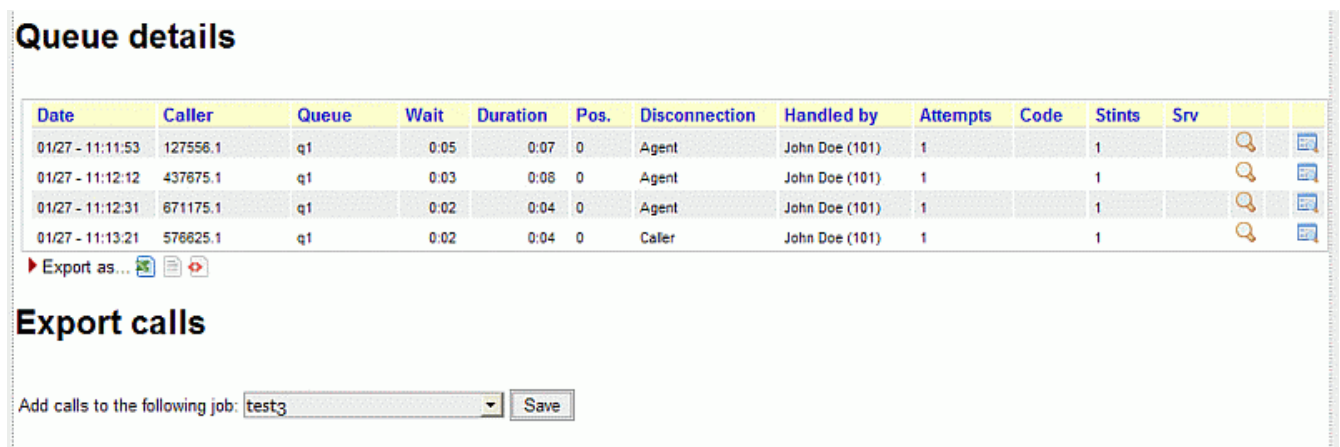 Queue details
Date Caller Queue Wait Duration Pos. Disconnection Handled by Attempts Code Stints Srv
01/27 - 11:11:53 127556.1 q1 0:05 0:07 0 Agent John Doe (101) 1 1
01/27 - 11:12:12 437675.1 q1 0:03 0:08 0 Agent John Doe (101) 1 1
01/27 - 11:12:31 671175.1 q1 0:02 0:04 0 Agent John Doe (101) 1 1
01/27 - 11:13:21 576625.1 q1 0:02 0:04 0 Caller John Doe (101) 1 1
Export as...
Export calls
Add calls to the following job: test3 Save